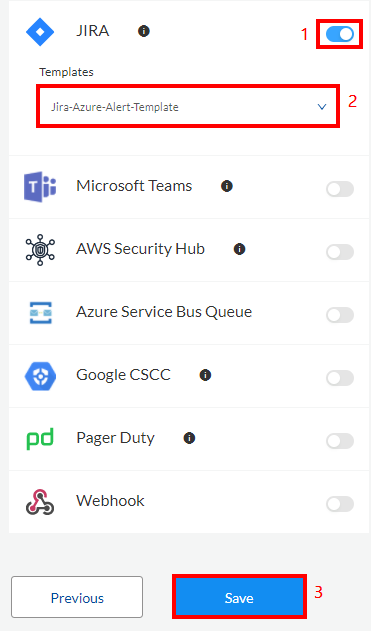 JIRA
1
Templates
Jira-Azure-Alert-Template
2
Microsoft Teams
AWS Security Hub
Azure Service Bus Queue
Google CSCC
pd Pager Duty
Webhook
Previous
Save
3